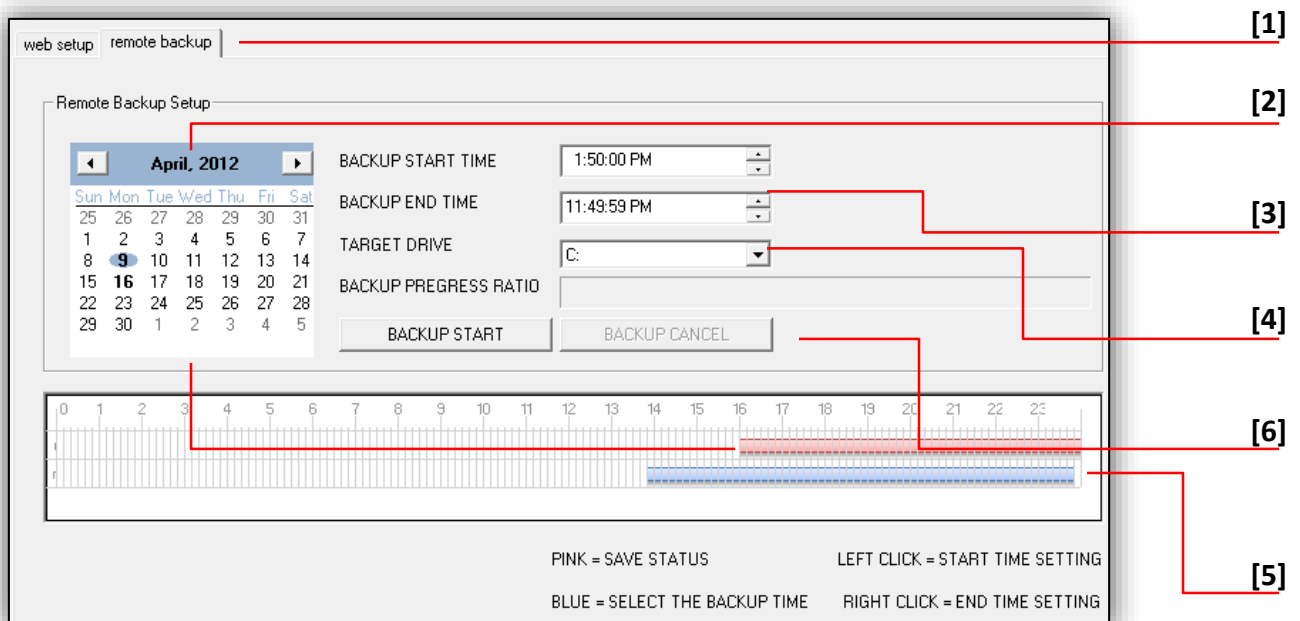 [1]
web setup remote backup
[2]
Remote Backup Setup
April, 2012
Sun Mon Tue Wed Thu Fri Sat
25 26 27 28 29 30 31
1 2 3 4 5 6 7
8 9 10 11 12 13 14
15 16 17 18 19 20 21
22 23 24 25 26 27 28
29 30 1 2 3 4 5
BACKUP START TIME 1:50:00 PM
BACKUP END TIME 11:49:59 PM
[3]
TARGET DRIVE C:
BACKUP PREGRESS RATIO
[4]
BACKUP START BACKUP CANCEL
0 1 2 3 4 5 6 7 8 9 10 11 12 13 14 15 16 17 18 19 20 21 22 23
[6]
PINK = SAVE STATUS LEFT CLICK = START TIME SETTING
[5]
BLUE = SELECT THE BACKUP TIME RIGHT CLICK = END TIME SETTING